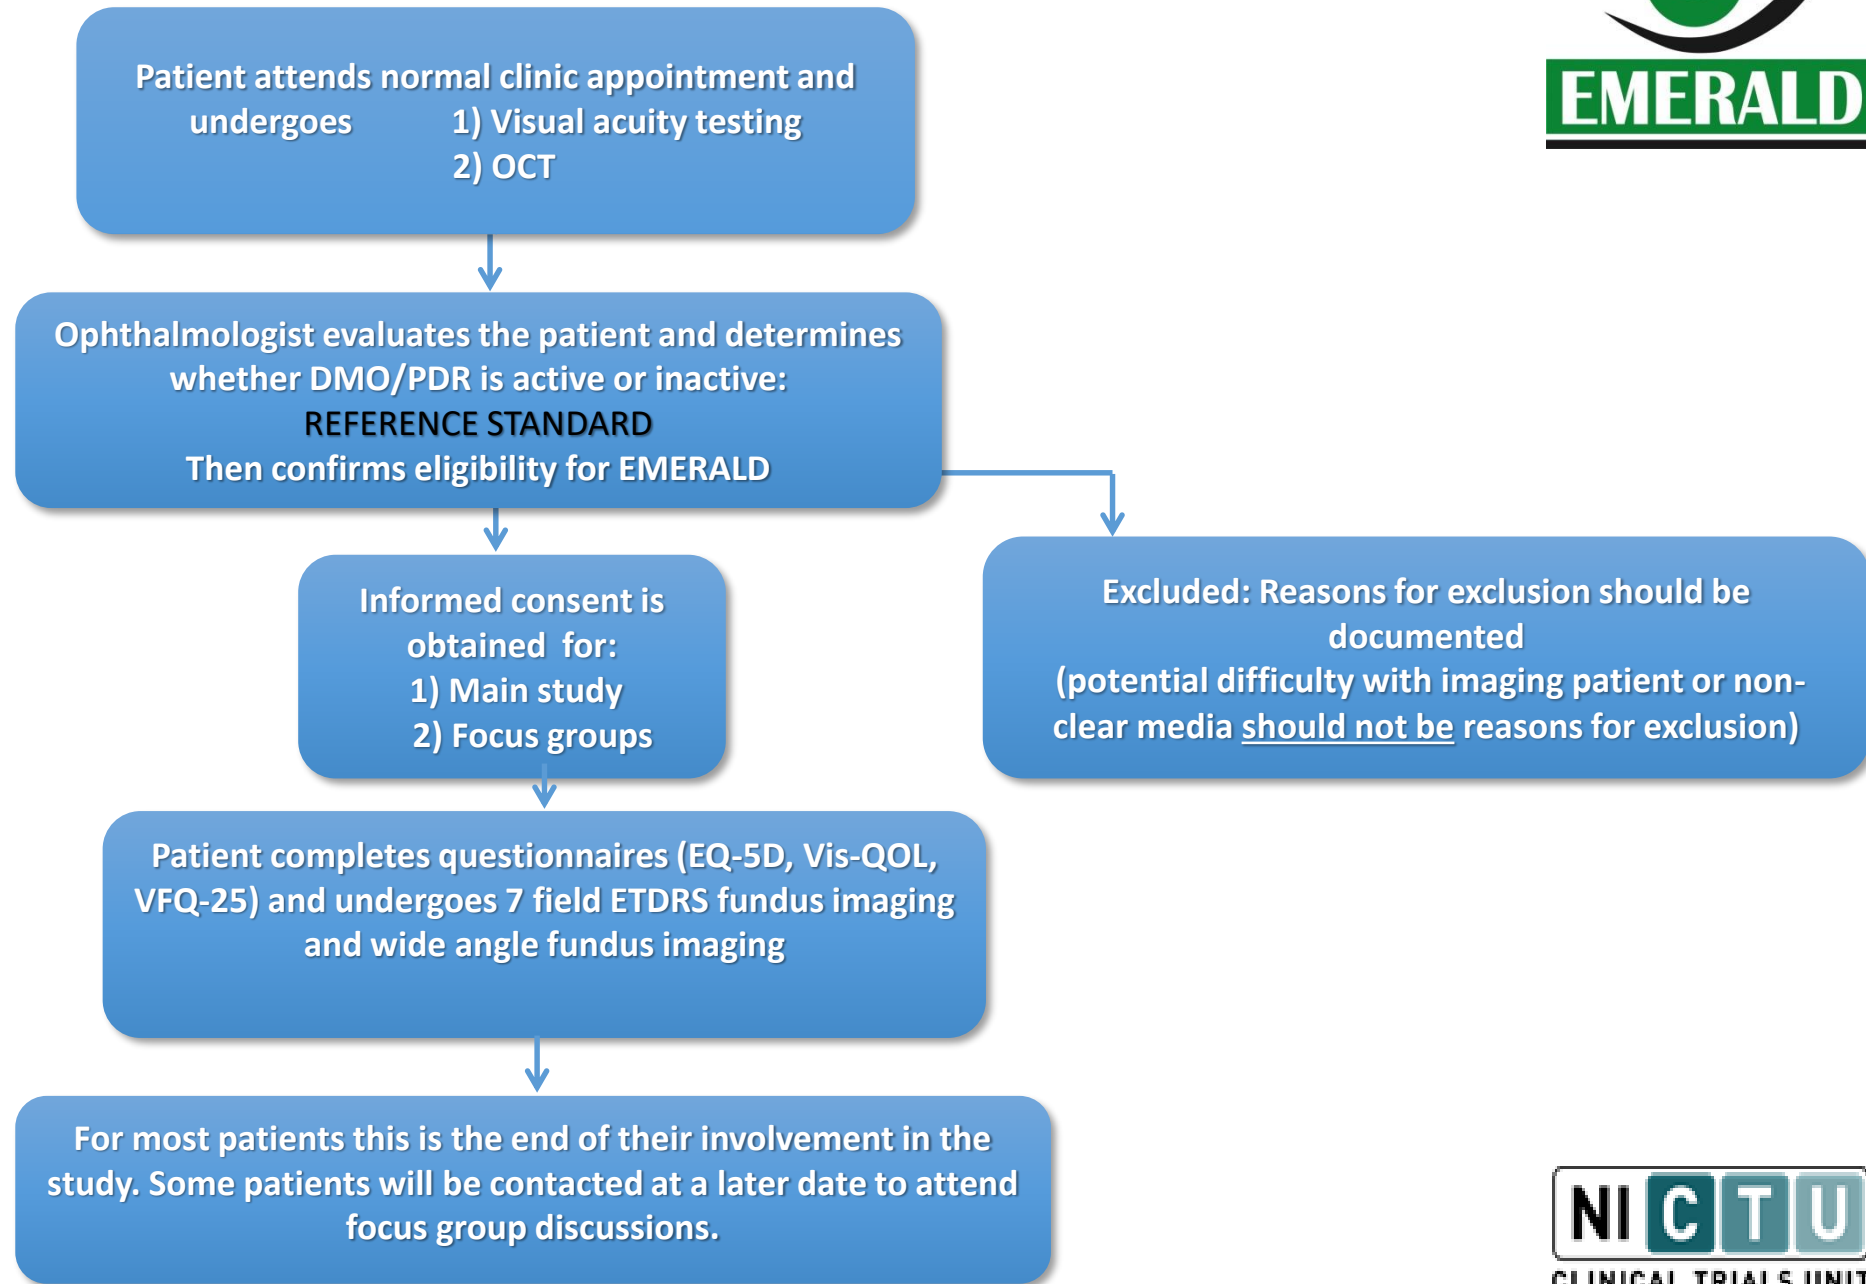 EMERALD
Patient attends normal clinic appointment and
undergoes 1) Visual acuity testing
2) OCT
Ophthalmologist evaluates the patient and determines
whether DMO/PDR is active or inactive:
REFERENCE STANDARD
Then confirms eligibility for EMERALD
Informed consent is
obtained for:
1) Main study
2) Focus groups
Excluded: Reasons for exclusion should be
documented
(potential difficulty with imaging patient or non-
clear media should not be reasons for exclusion)
Patient completes questionnaires (EQ-5D, Vis-QOL,
VFQ-25) and undergoes 7 field ETDRS fundus imaging
and wide angle fundus imaging
For most patients this is the end of their involvement in the
study. Some patients will be contacted at a later date to attend
focus group discussions.
NI CTU
CLINICAL TRIALS UNIT